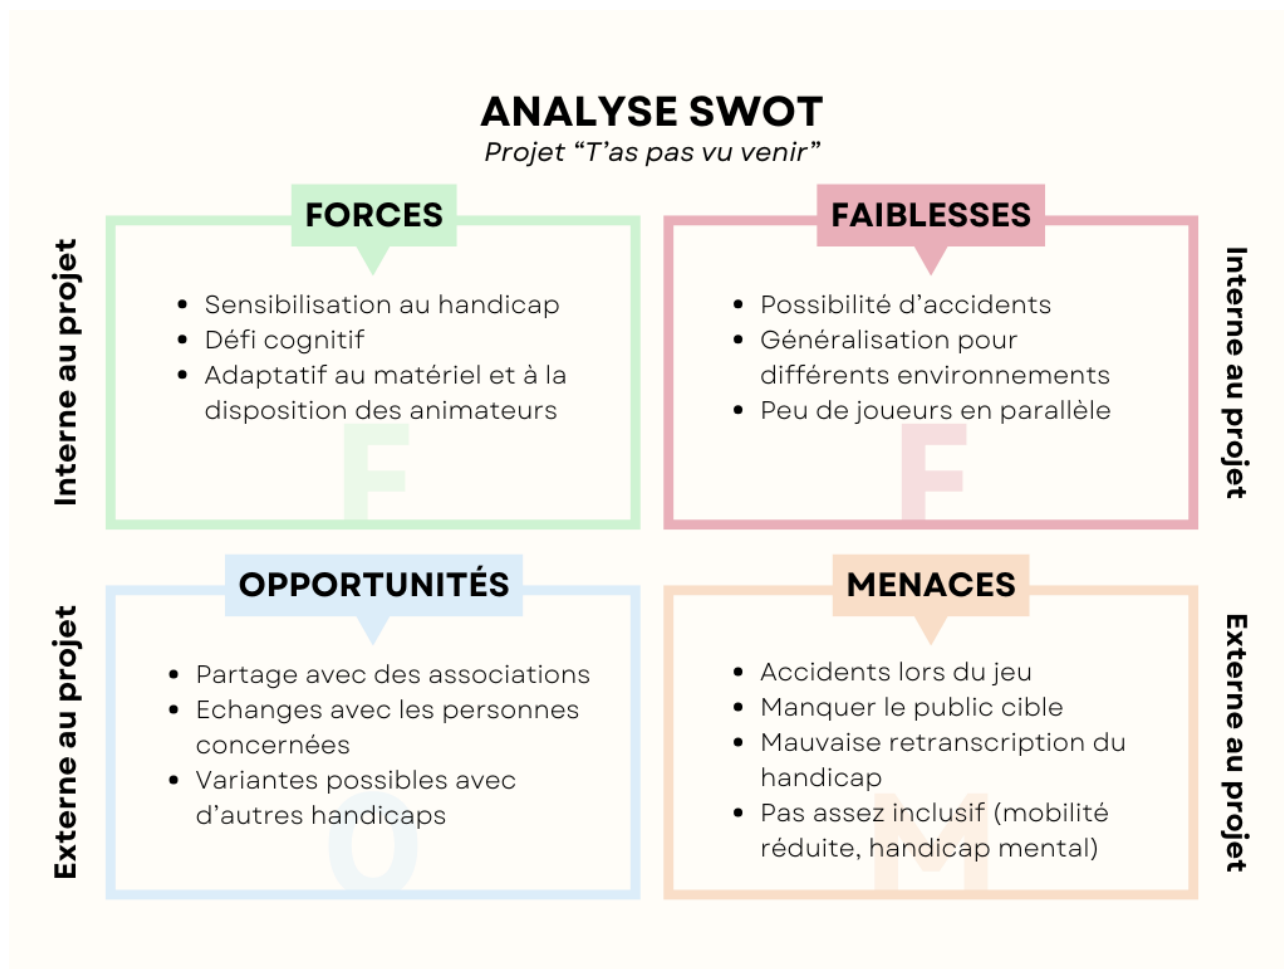 ANALYSE SWOT
Projet “T’as pas vu venir”
Interne au projet
FORCES
• Sensibilisation au handicap
• Défi cognitif
• Adaptatif au matériel et à la
disposition des animateurs
F
FAIBLESSES
• Possibilité d’accidents
• Généralisation pour
différents environnements
• Peu de joueurs en parallèle
F
Interne au projet
Externe au projet
OPPORTUNITÉS
• Partage avec des associations
• Echanges avec les personnes
concernées
• Variantes possibles avec
d’autres handicaps
O
MENACES
• Accidents lors du jeu
• Manquer le public cible
• Mauvaise retranscription du
handicap
• Pas assez inclusif (mobilité
réduite, handicap mental)
M
Externe au projet